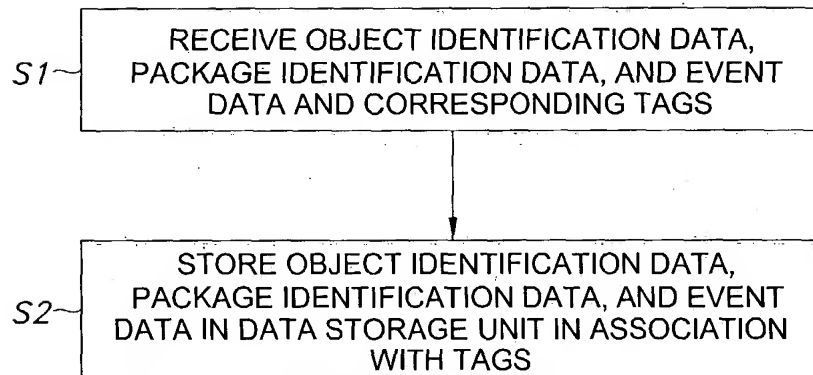 S1
RECEIVE OBJECT IDENTIFICATION DATA,
PACKAGE IDENTIFICATION DATA, AND EVENT
DATA AND CORRESPONDING TAGS
S2
STORE OBJECT IDENTIFICATION DATA,
PACKAGE IDENTIFICATION DATA, AND EVENT
DATA IN DATA STORAGE UNIT IN ASSOCIATION
WITH TAGS